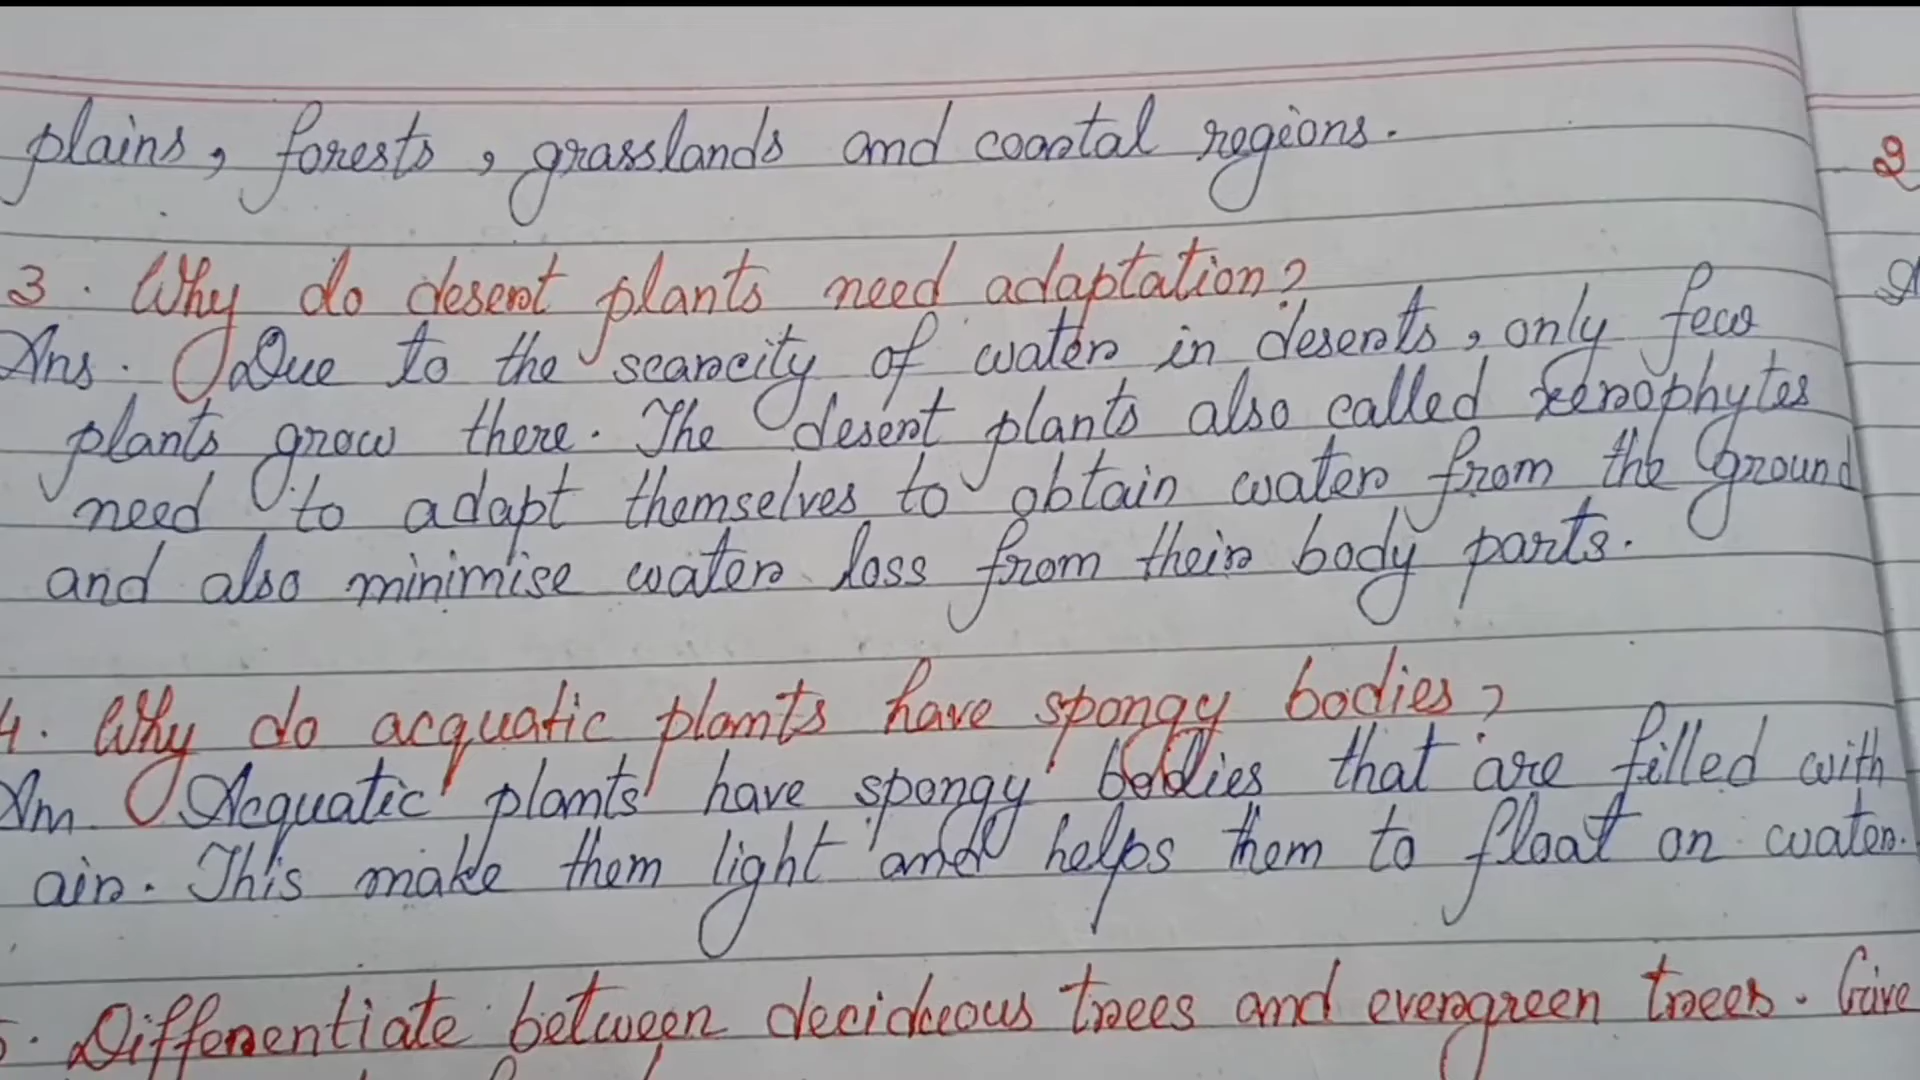 plains, forests, grasslands and coastal regions.
2
3. Why do desert plants need adaptation?
Ans. Due to the scarcity of water in deserts, only few
plants grow there. The desert plants also called xerophytes
need to adapt themselves to obtain water from the Ground
and also minimise water loss from their body parts.
4. Why do acquatic plants have spongy bodies?
Ans. Acquatic plants have spongy bodies that are filled with
air. This make them light and helps them to float on water.
5. Differentiate between decideous trees and evergreen trees. Give